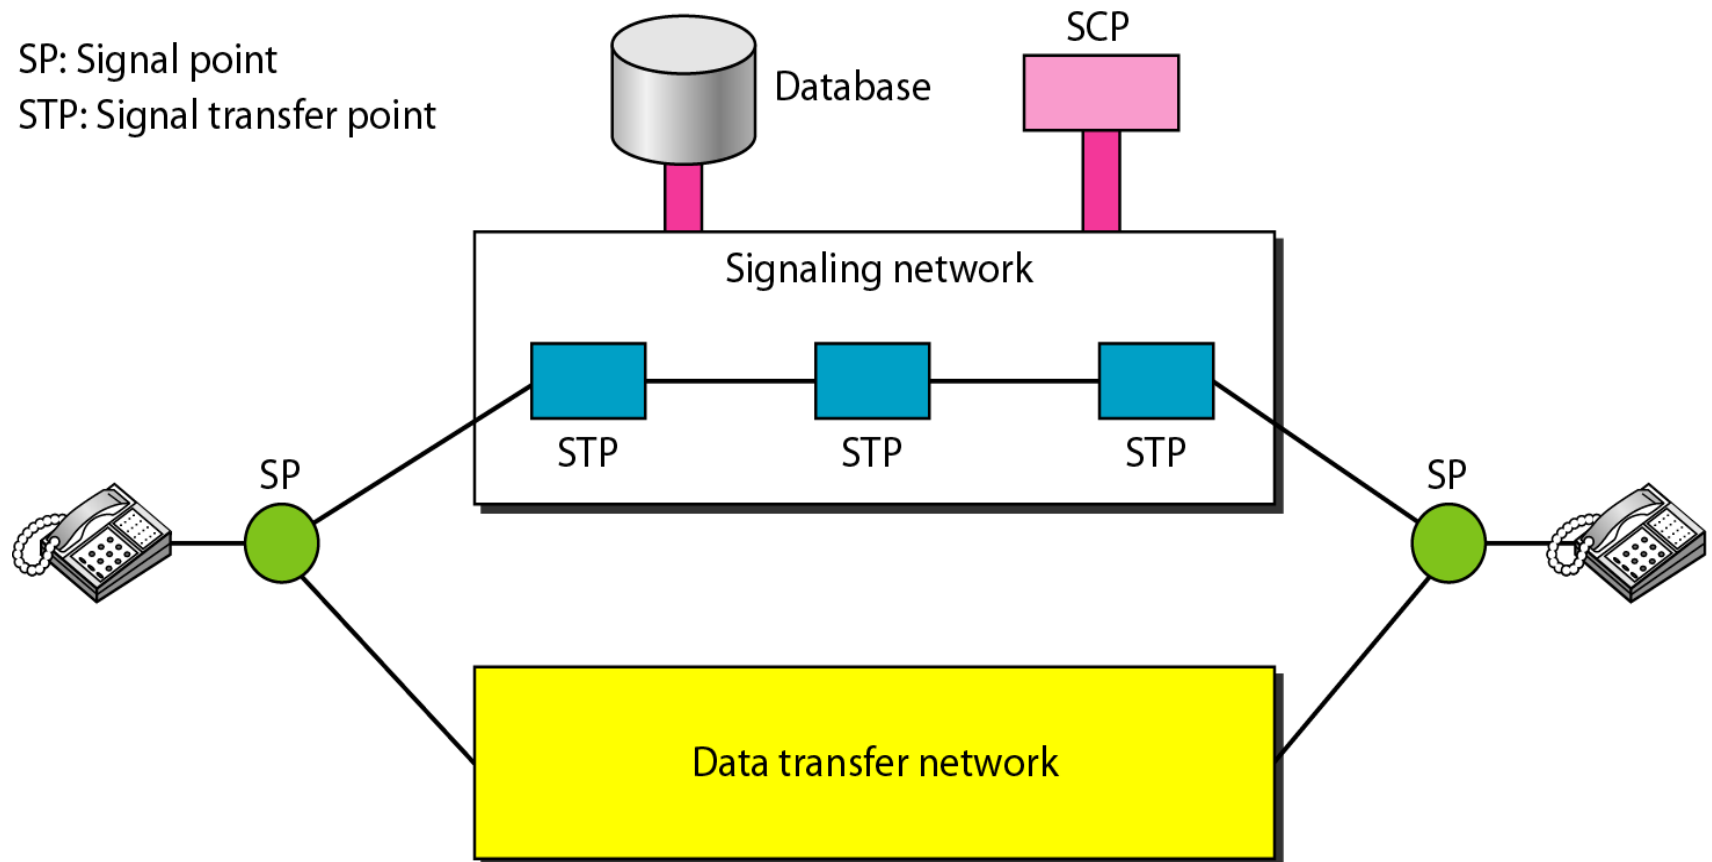 SP: Signal point
STP: Signal transfer point
Database
SCP
Signaling network
STP
STP
STP
SP
SP
Data transfer network